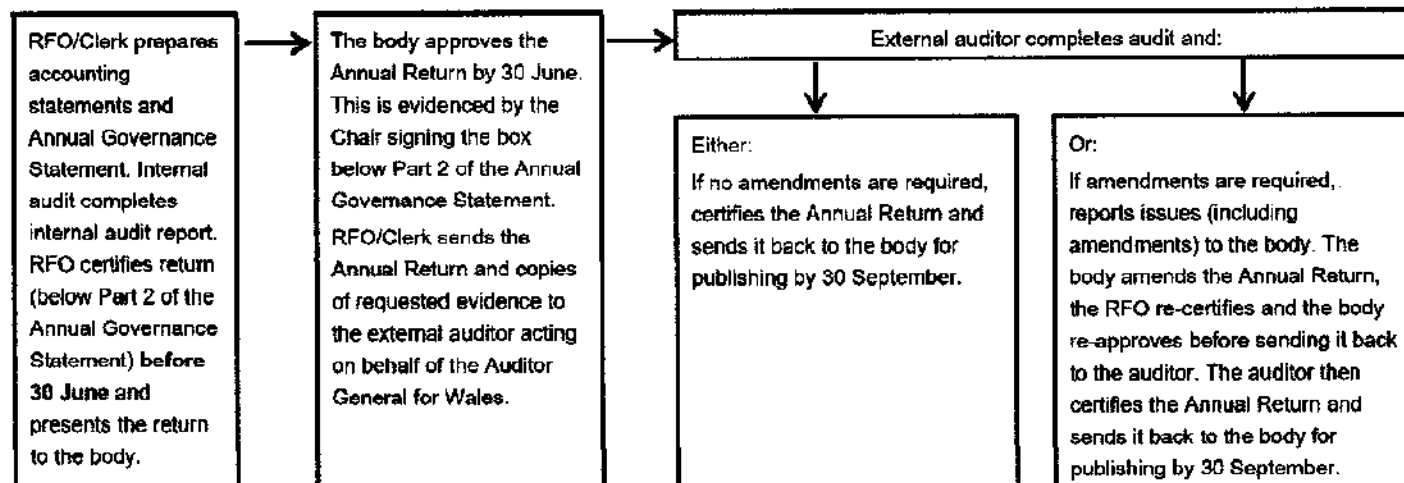 RFO/Clerk prepares
accounting
statements and
Annual Governance
Statement. Internal
audit completes
internal audit report.
RFO certifies return
(below Part 2 of the
Annual Governance
Statement) before
30 June and
presents the return
to the body.
The body approves the
Annual Return by 30 June.
This is evidenced by the
Chair signing the box
below Part 2 of the Annual
Governance Statement.
RFO/Clerk sends the
Annual Return and copies
of requested evidence to
the external auditor acting
on behalf of the Auditor
General for Wales.
External auditor completes audit and:
Either:
If no amendments are required,
certifies the Annual Return and
sends it back to the body for
publishing by 30 September.
Or:
If amendments are required,
reports issues (including
amendments) to the body. The
body amends the Annual Return,
the RFO re-certifies and the body
re-approves before sending it back
to the auditor. The auditor then
certifies the Annual Return and
sends it back to the body for
publishing by 30 September.